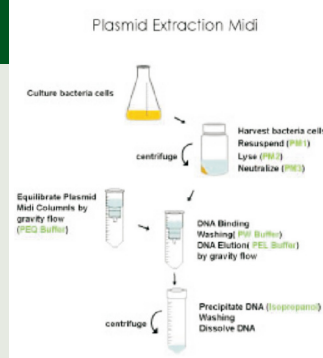 Plasmid Extraction Midi
Culture bacteria cells
Harvest bacteria cells
Resuspend (PM1)
Lyse (PM2)
Neutralize (PM3)
centrifuge
Equilibrate Plasmid
Midi Columns by
gravity flow
(PEQ Buffer)
DNA Binding
Washing( PW Buffer)
DNA Elution( PEL Buffer)
by gravity flow
Precipitate DNA (Isopropanol)
Washing
Dissolve DNA
centrifuge